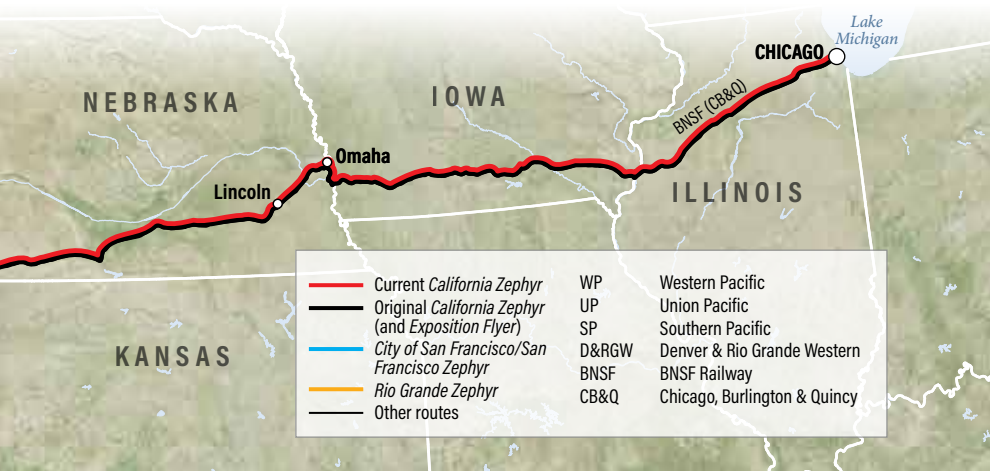 Lake
Michigan
CHICAGO
BNSF (CB&Q)
NEBRASKA
IOWA
Omaha
Lincoln
ILLINOIS
KANSAS
Current California Zephyr
Original California Zephyr
(and Exposition Flyer)
City of San Francisco/San
Francisco Zephyr
Rio Grande Zephyr
Other routes
WP Western Pacific
UP Union Pacific
SP Southern Pacific
D&RGW Denver & Rio Grande Western
BNSF BNSF Railway
CB&Q Chicago, Burlington & Quincy